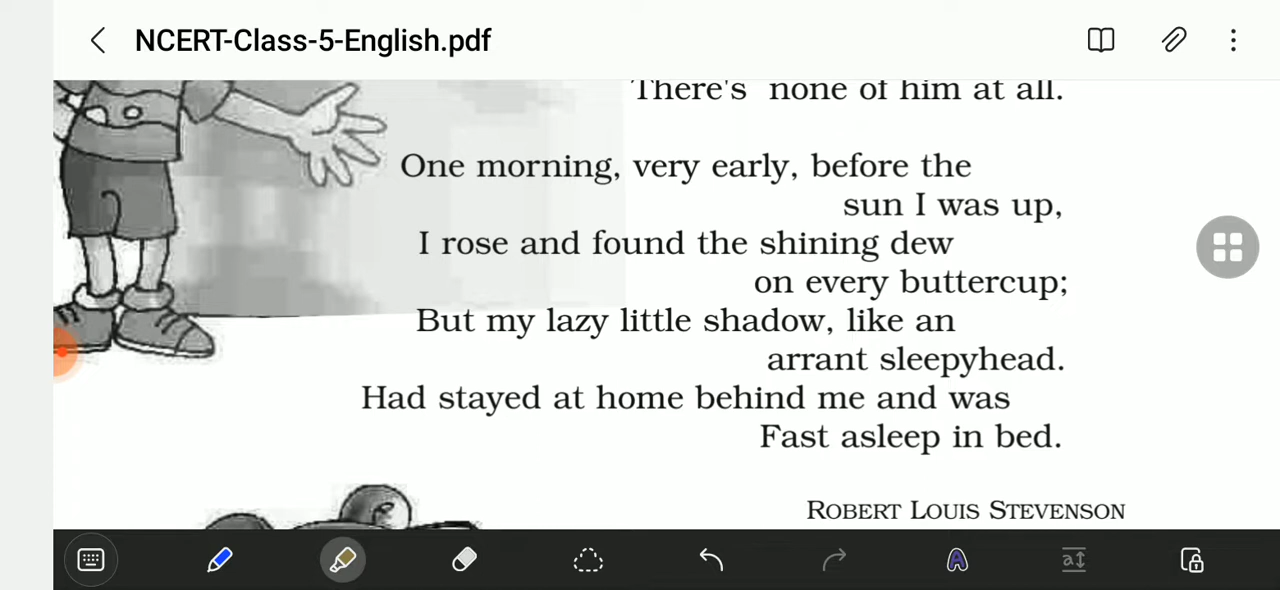 NCERT-Class-5-English.pdf
There's none of him at all.
One morning, very early, before the
sun I was up,
I rose and found the shining dew
on every buttercup;
But my lazy little shadow, like an
arrant sleepyhead.
Had stayed at home behind me and was
Fast asleep in bed.
ROBERT LOUIS STEVENSON